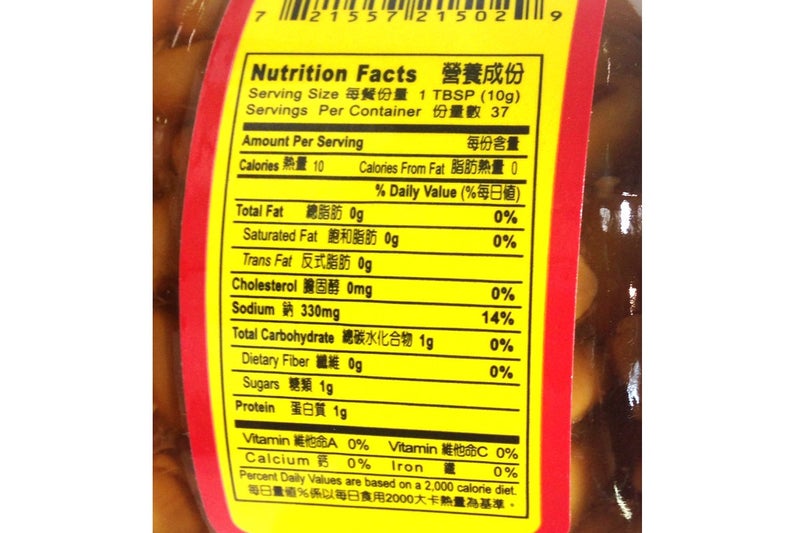 7 21557 21502 9
Nutrition Facts 營養成份
Serving Size 每餐份量 1 TBSP (10g)
Servings Per Container 份量數 37
Amount Per Serving 每份含量
Calories 熱量 10 Calories From Fat 脂肪熱量 0
% Daily Value (%每日値)
Total Fat 總脂肪 0g 0%
Saturated Fat 飽和脂肪 0g 0%
Trans Fat 反式脂肪 0g
Cholesterol 膽固醇 0mg 0%
Sodium 鈉 330mg 14%
Total Carbohydrate 總碳水化合物 1g 0%
Dietary Fiber 纖維 0g 0%
Sugars 糖類 1g
Protein 蛋白質 1g
Vitamin 維他命A 0% Vitamin 維他命C 0%
Calcium 鈣 0% Iron 鐵 0%
Percent Daily Values are based on a 2,000 calorie diet.
每日量値%係以每日食用2000大卡熱量為基準。